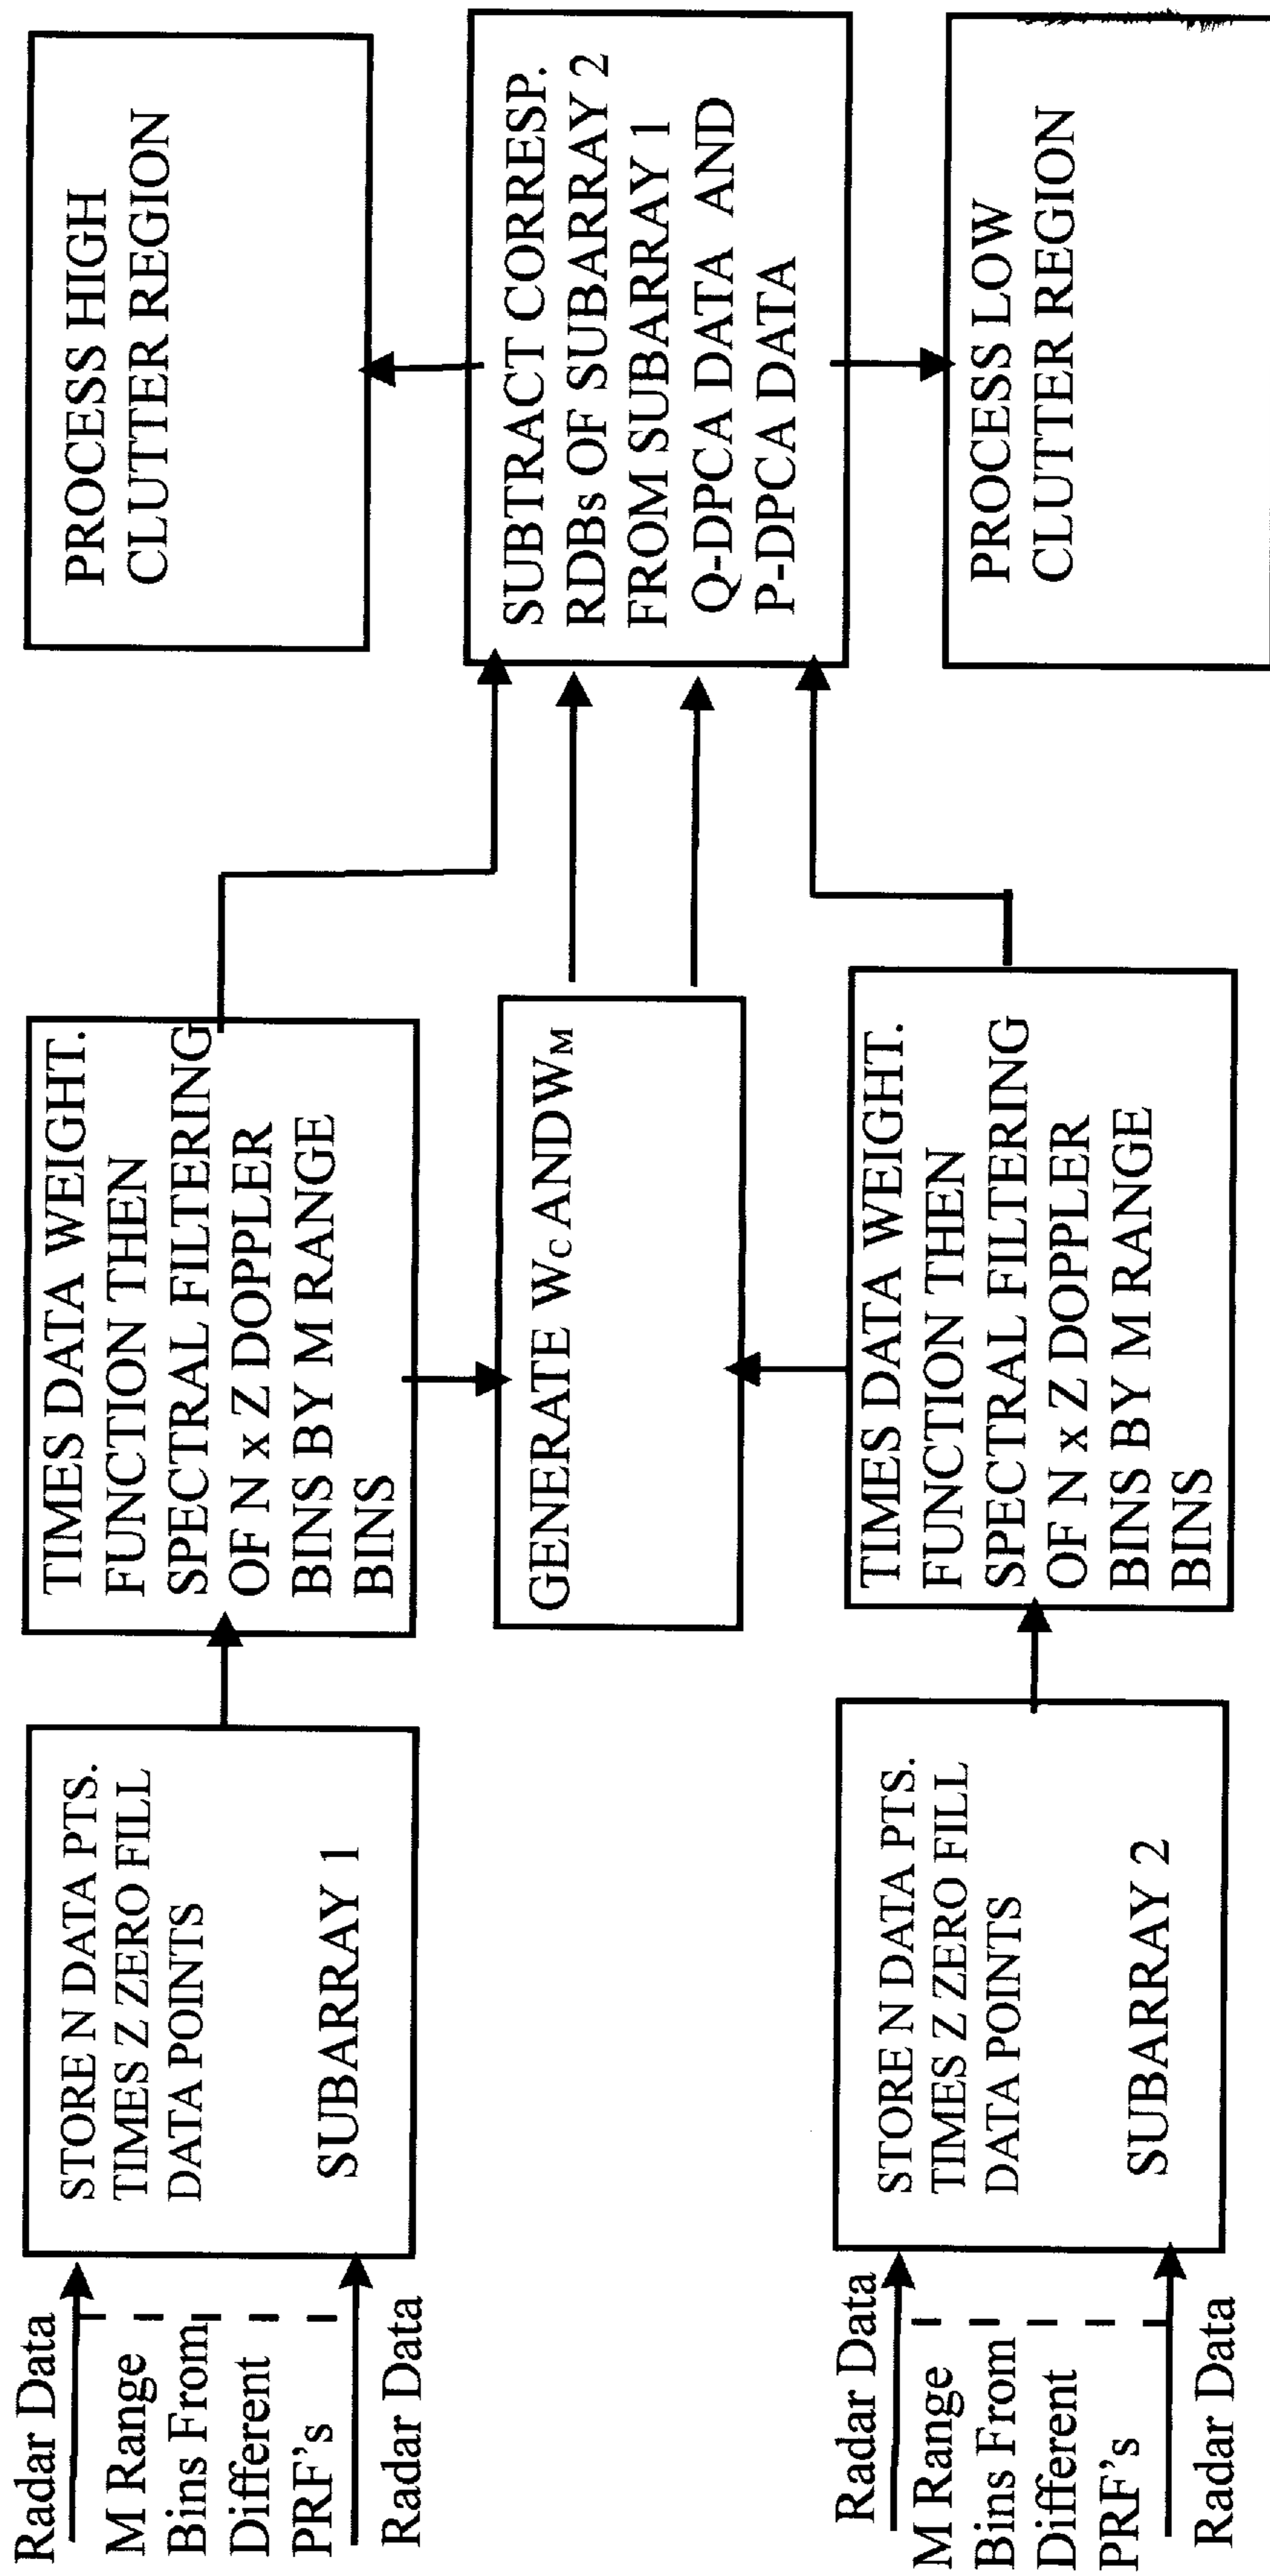 Radar Data
M Range
Bins From
Different
PRF's
Radar Data
STORE N DATA PTS.
TIMES Z ZERO FILL
DATA POINTS
SUBARRAY 1
TIMES DATA WEIGHT.
FUNCTION THEN
SPECTRAL FILTERING
OF N x Z DOPPLER
BINS BY M RANGE
BINS
PROCESS HIGH
CLUTTER REGION
GENERATE WC ANDWM
SUBTRACT CORRESP.
RDBs OF SUBARRAY 2
FROM SUBARRAY 1
Q-DPCA DATA AND
P-DPCA DATA
Radar Data
M Range
Bins From
Different
PRF's
Radar Data
STORE N DATA PTS.
TIMES Z ZERO FILL
DATA POINTS
SUBARRAY 2
TIMES DATA WEIGHT.
FUNCTION THEN
SPECTRAL FILTERING
OF N x Z DOPPLER
BINS BY M RANGE
BINS
PROCESS LOW
CLUTTER REGION